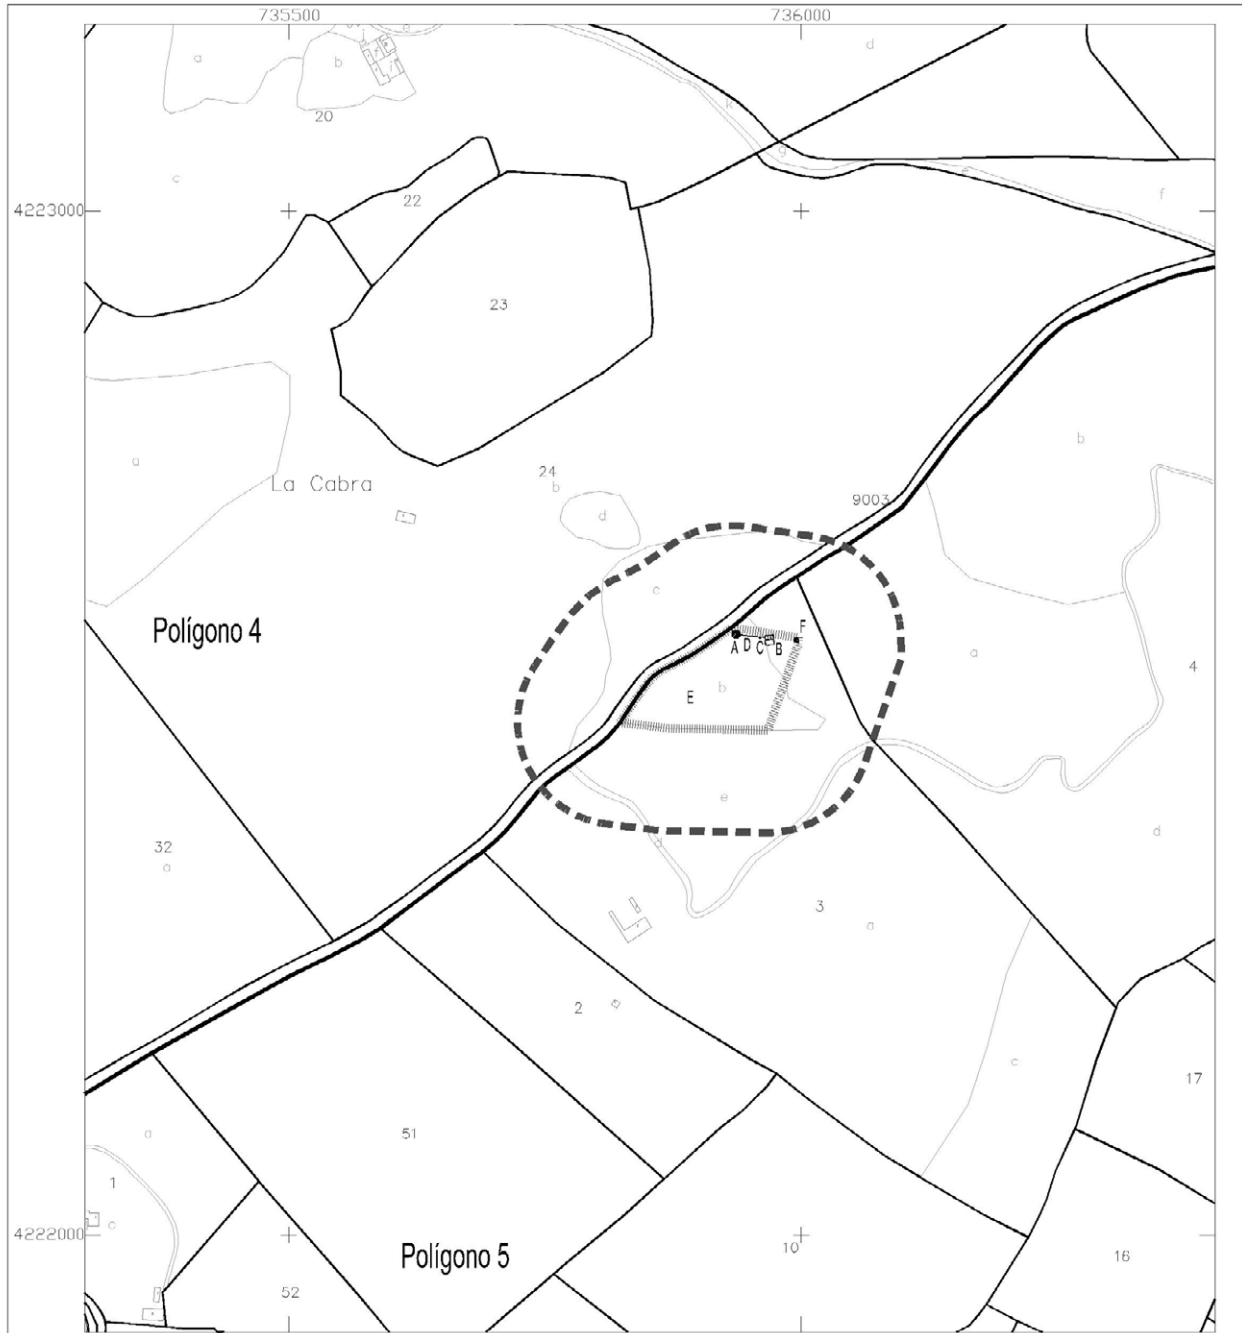 735500 736000
e
a b d
20 k
g
c e f
4223000 22
23
b
a La Cabra 24
b 9003
d
c
Polígono 4 F
A D C B a 4
E b
e
32 d d
a
3
a
2
c
17
a 51
1
c
4222000 10
Polígono 5 16
52